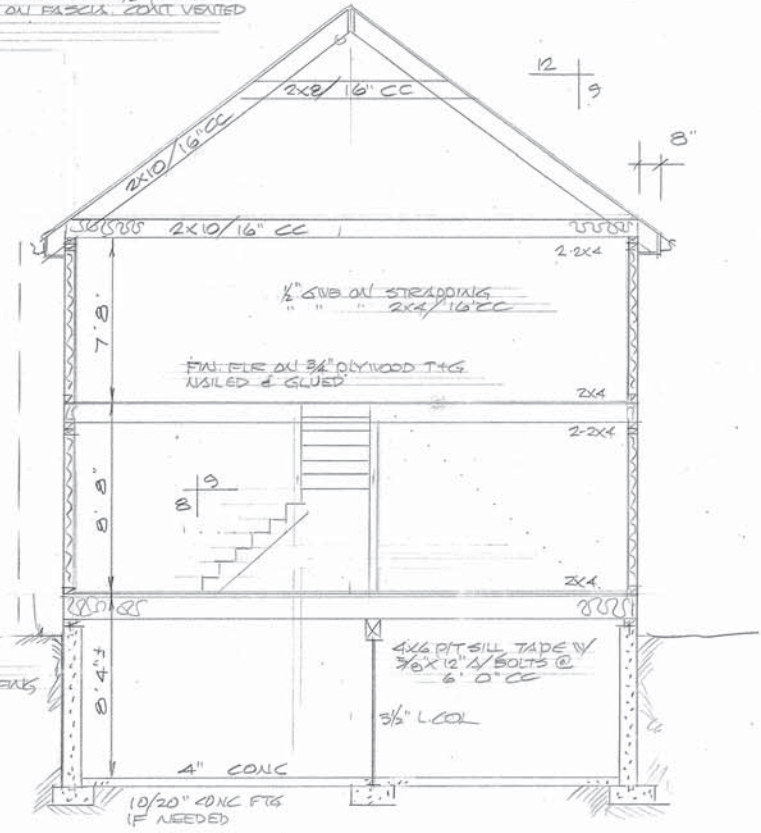 ON FASCIA. CONT VENTED
12
9
2X8/ 16" CC
8"
2X10/16" CC
2X10/16" CC
2-2X4
7'8"
1/2" GWB ON STRAPPING
" " " 2X4/16"CC
FIN. FLR ON 3/4" PLYWOOD T+G
NAILED & GLUED
2X4
2-2X4
9
8
8'8"
2X4
4X6 P/T SILL TAPE W/
5/8 X 12" A/BOLTS @
6' 0" CC
8'4"±
3 1/2" L.COL
4" CONC
10/20" CONC FTG
IF NEEDED